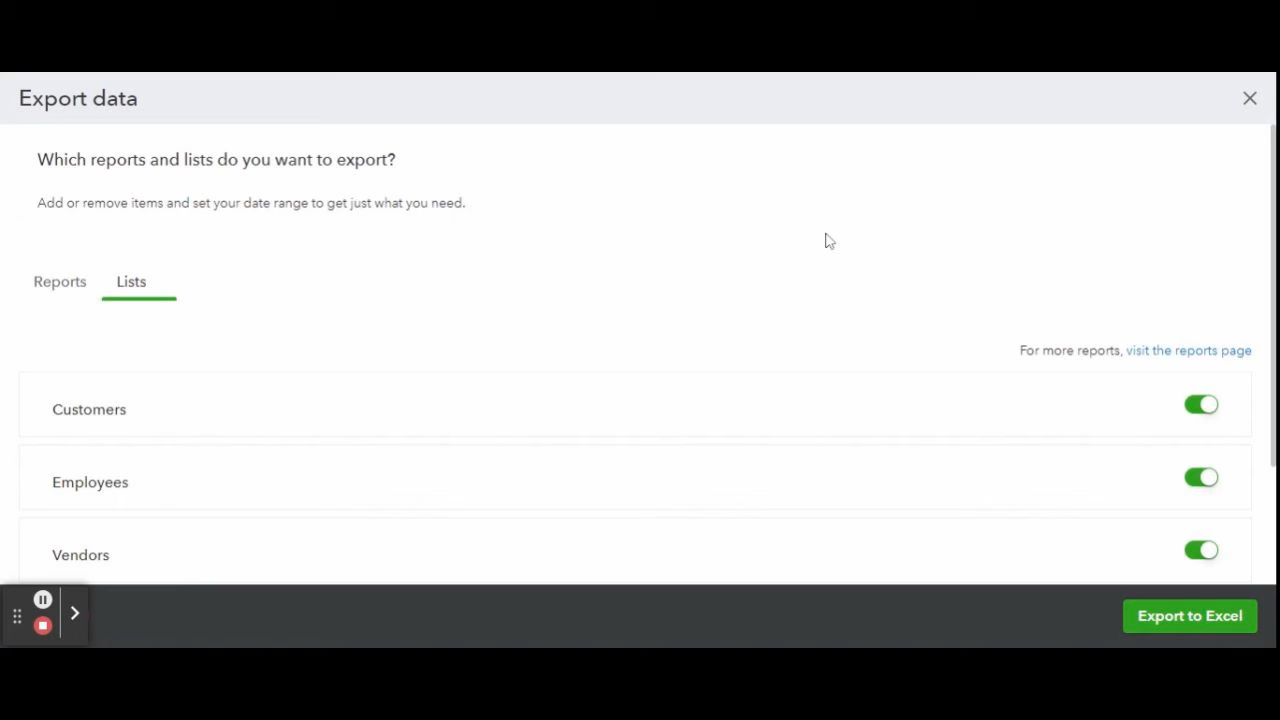 Export data
Which reports and lists do you want to export?
Add or remove items and set your date range to get just what you need.
Reports
Lists
For more reports, visit the reports page
Customers
Employees
Vendors
Export to Excel